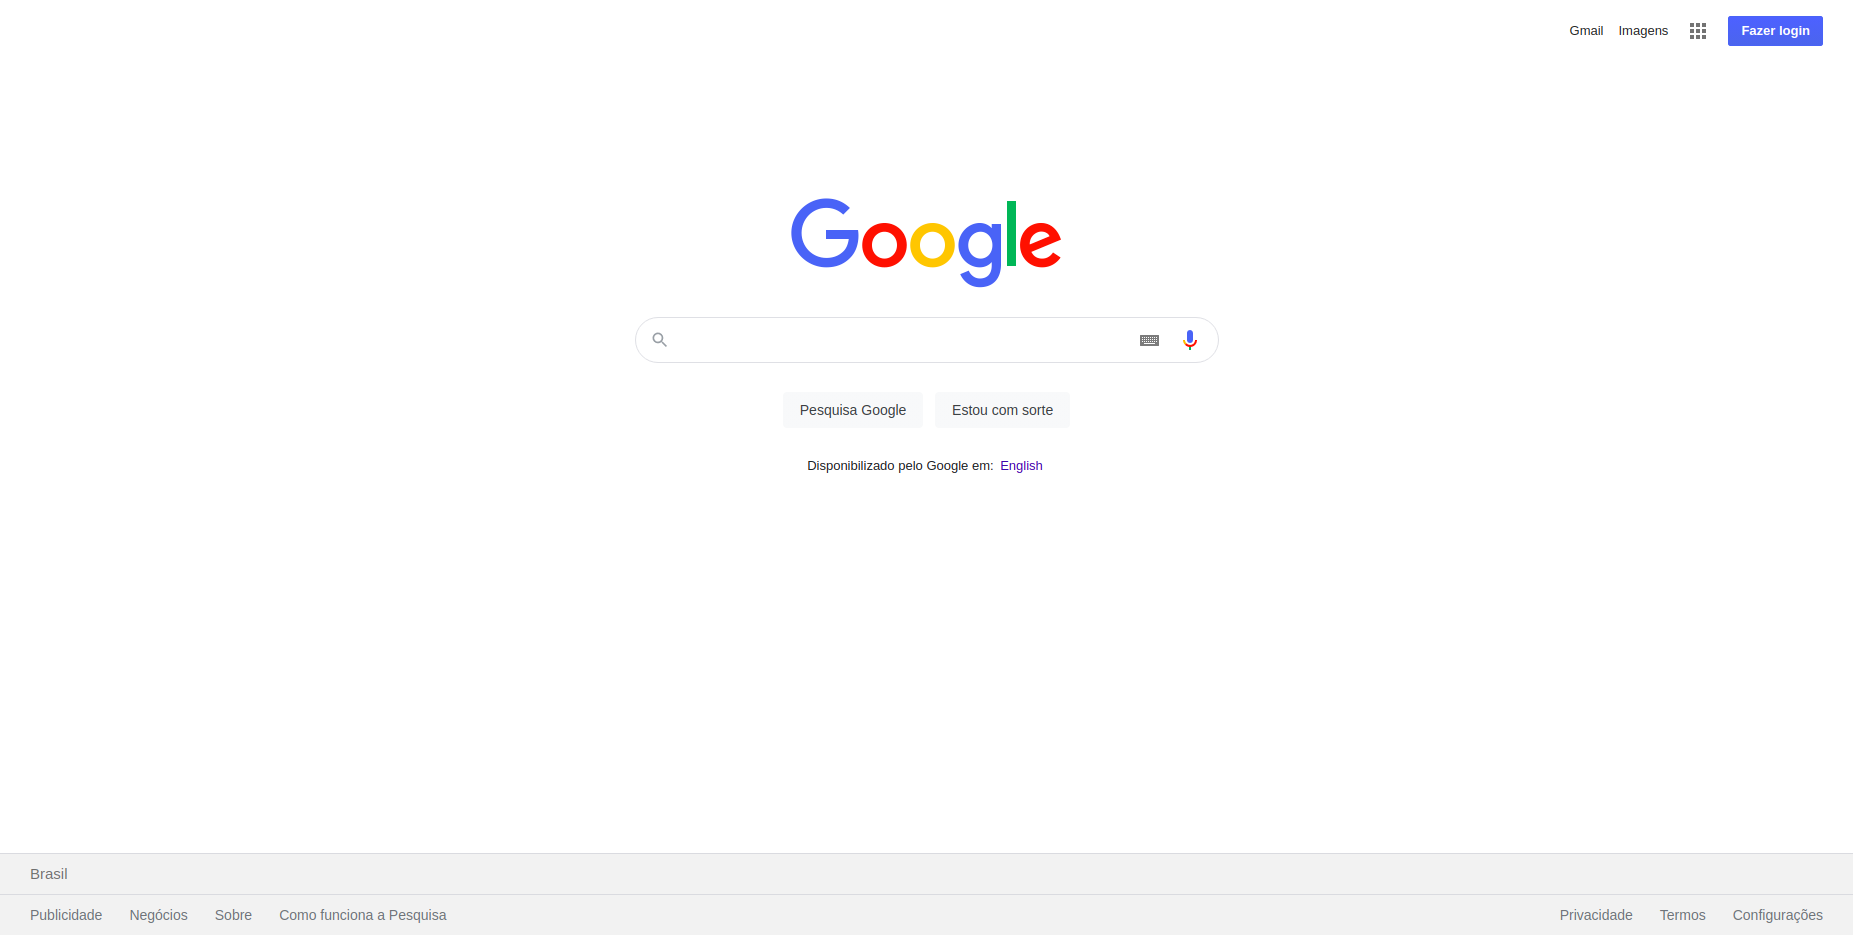 Gmail Imagens Fazer login
Google
Pesquisa Google Estou com sorte
Disponibilizado pelo Google em: English
Brasil
Publicidade Negócios Sobre Como funciona a Pesquisa Privacidade Termos Configurações